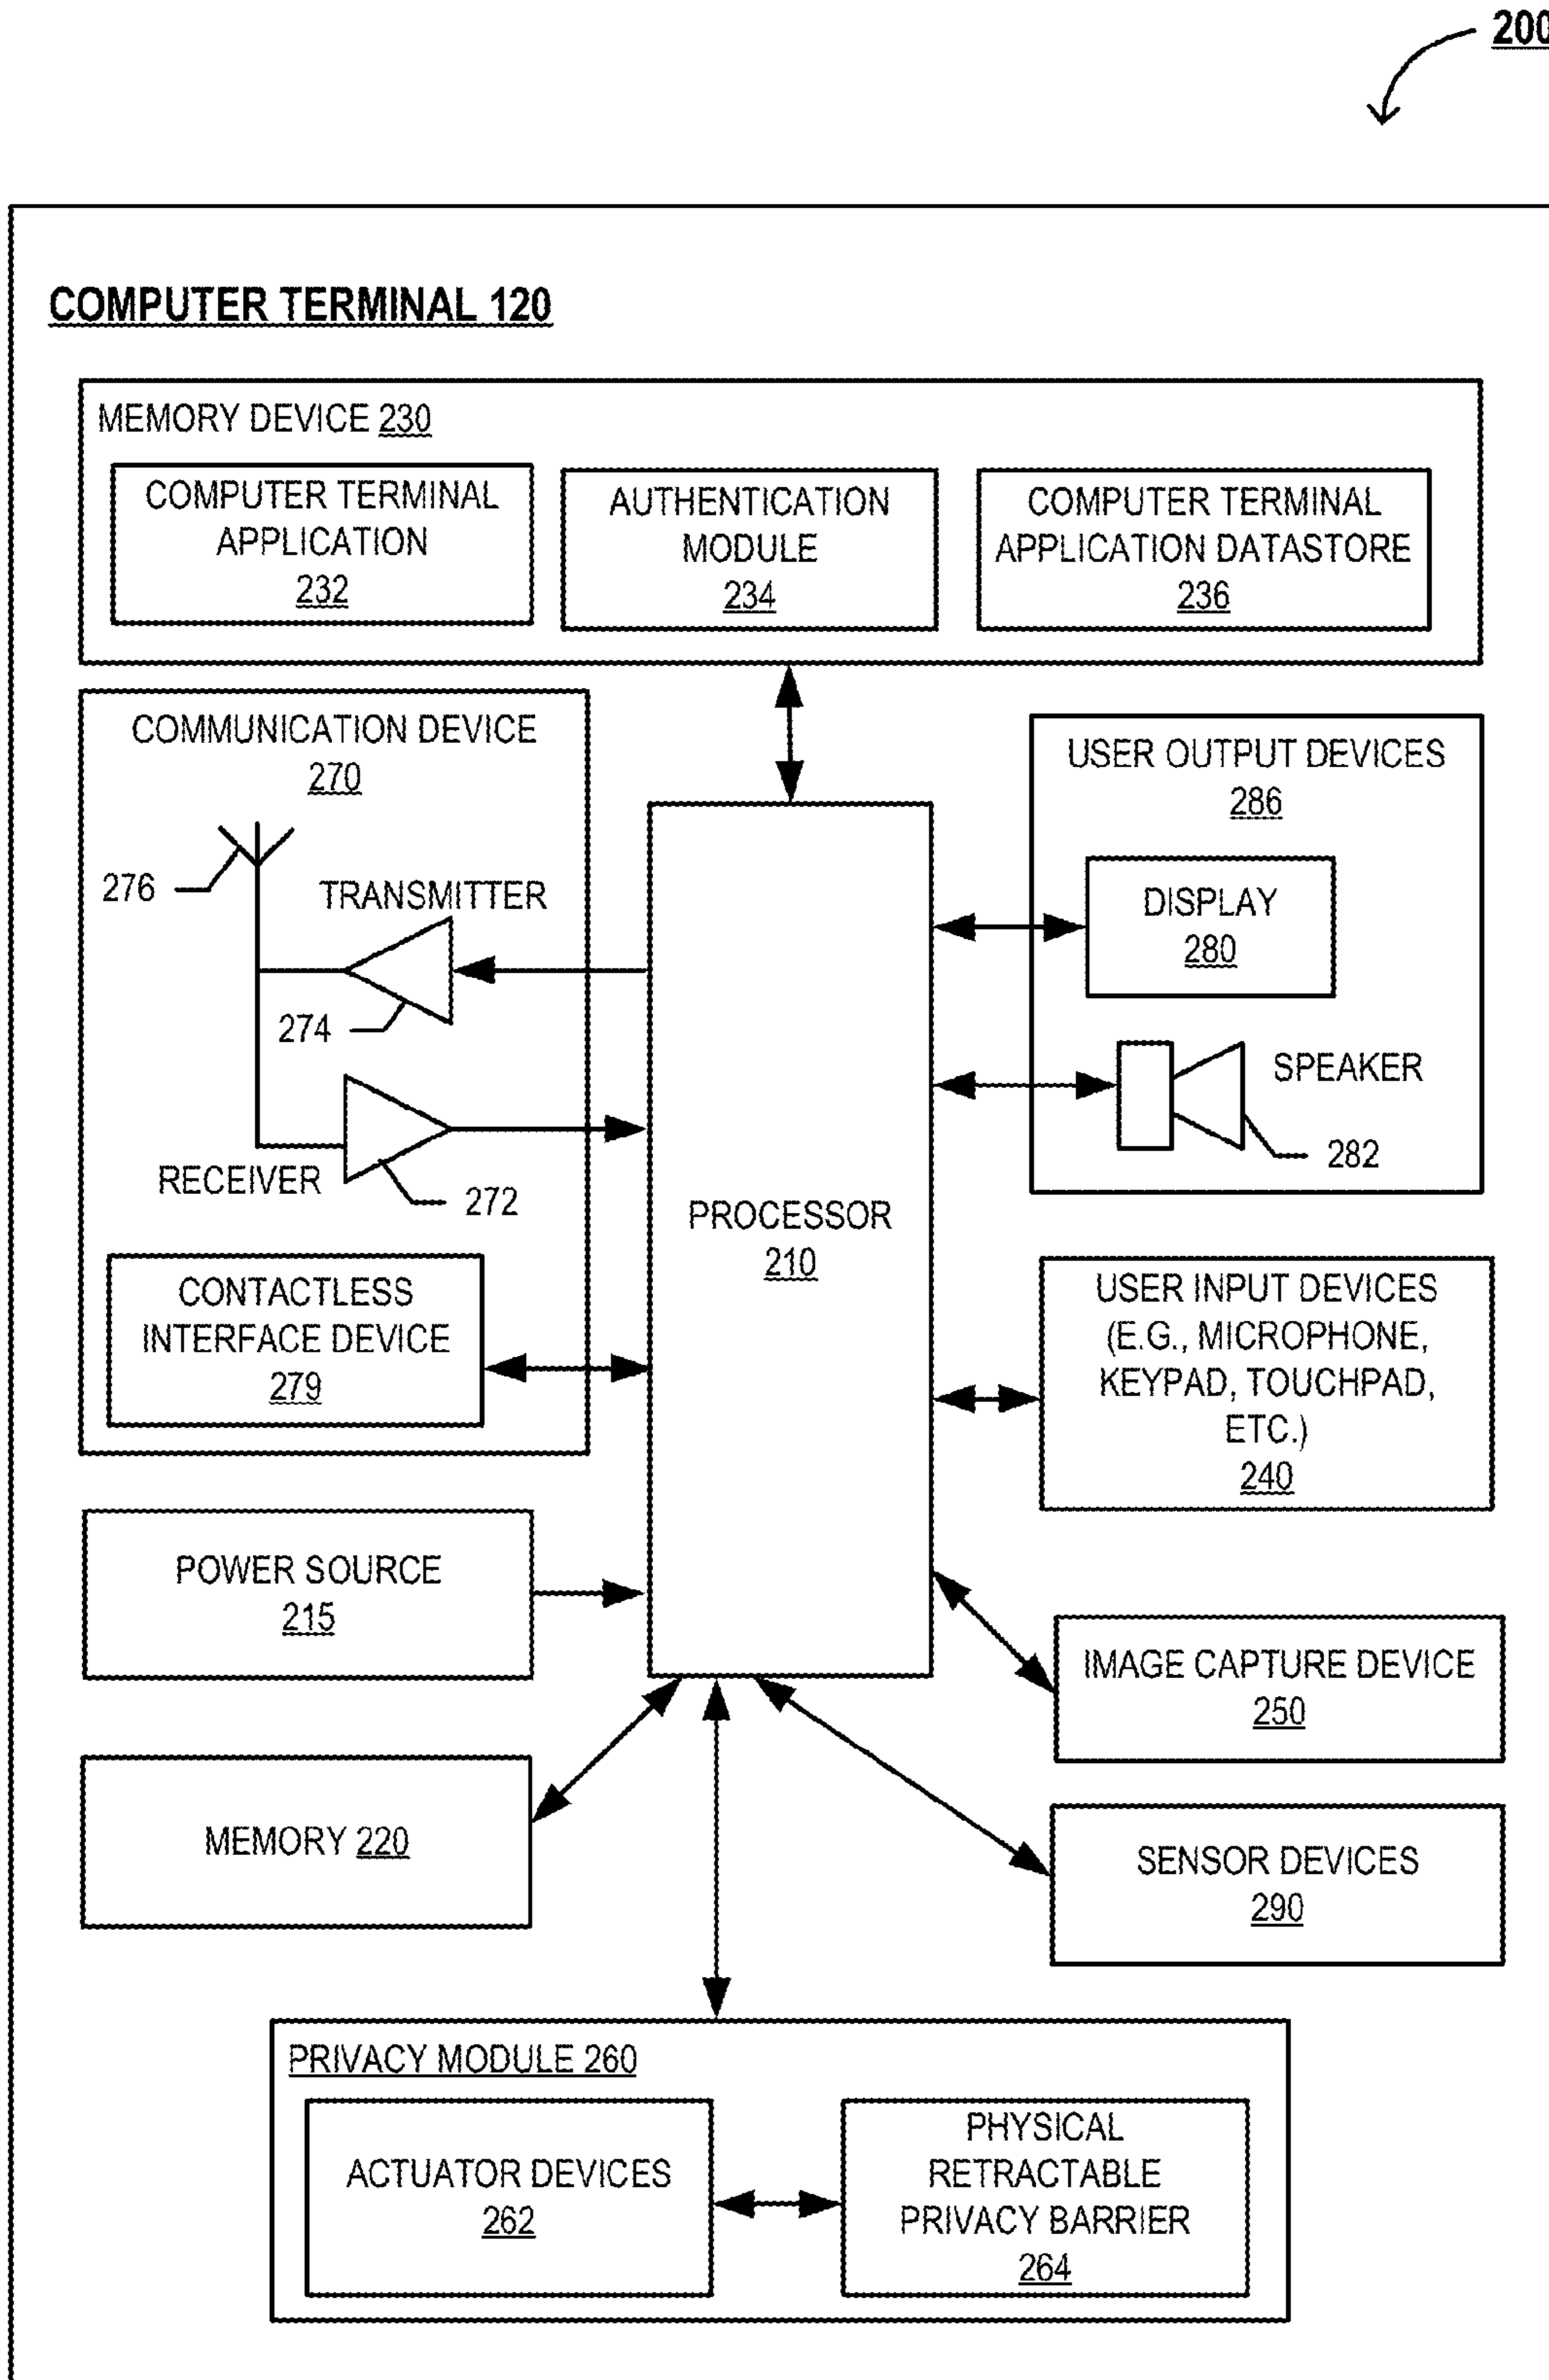 200
COMPUTER TERMINAL 120
MEMORY DEVICE 230
COMPUTER TERMINAL
APPLICATION
232
AUTHENTICATION
MODULE
234
COMPUTER TERMINAL
APPLICATION DATASTORE
236
COMMUNICATION DEVICE
270
276
TRANSMITTER
274
RECEIVER
272
CONTACTLESS
INTERFACE DEVICE
279
PROCESSOR
210
USER OUTPUT DEVICES
286
DISPLAY
280
SPEAKER
282
USER INPUT DEVICES
(E.G., MICROPHONE,
KEYPAD, TOUCHPAD,
ETC.)
240
POWER SOURCE
215
IMAGE CAPTURE DEVICE
250
MEMORY 220
SENSOR DEVICES
290
PRIVACY MODULE 260
ACTUATOR DEVICES
262
PHYSICAL
RETRACTABLE
PRIVACY BARRIER
264